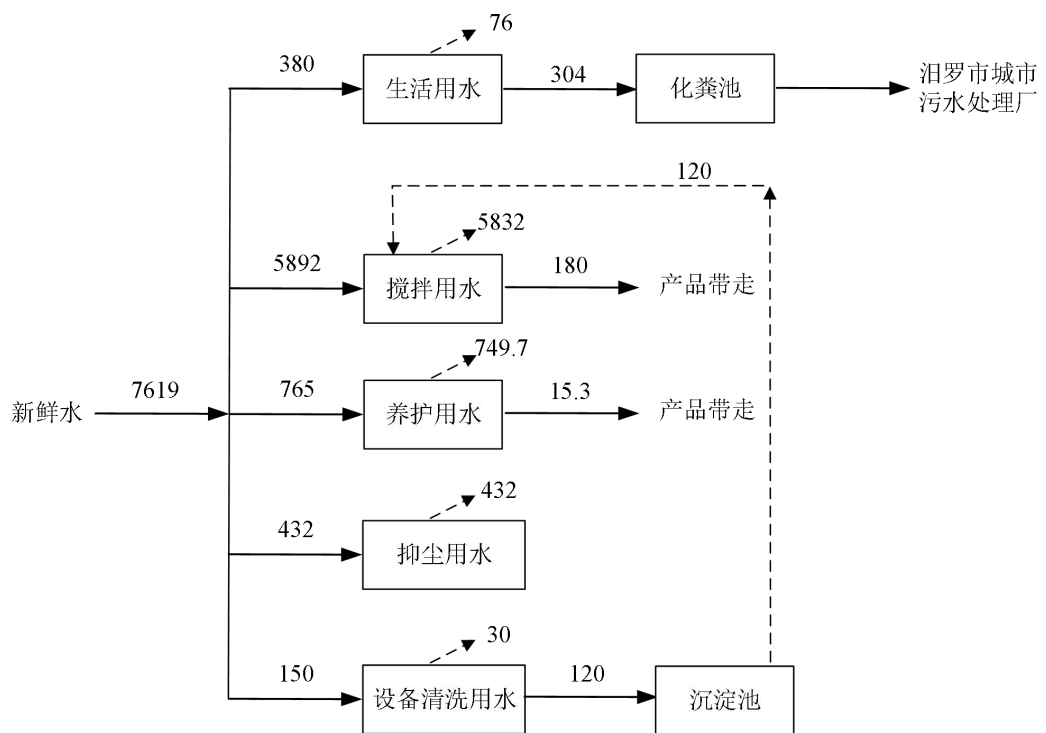 76
380
生活用水
304
化粪池
汨罗市城市
污水处理厂
120
5832
5892
搅拌用水
180
产品带走
749.7
新鲜水
7619
765
养护用水
15.3
产品带走
432
432
抑尘用水
30
150
设备清洗用水
120
沉淀池